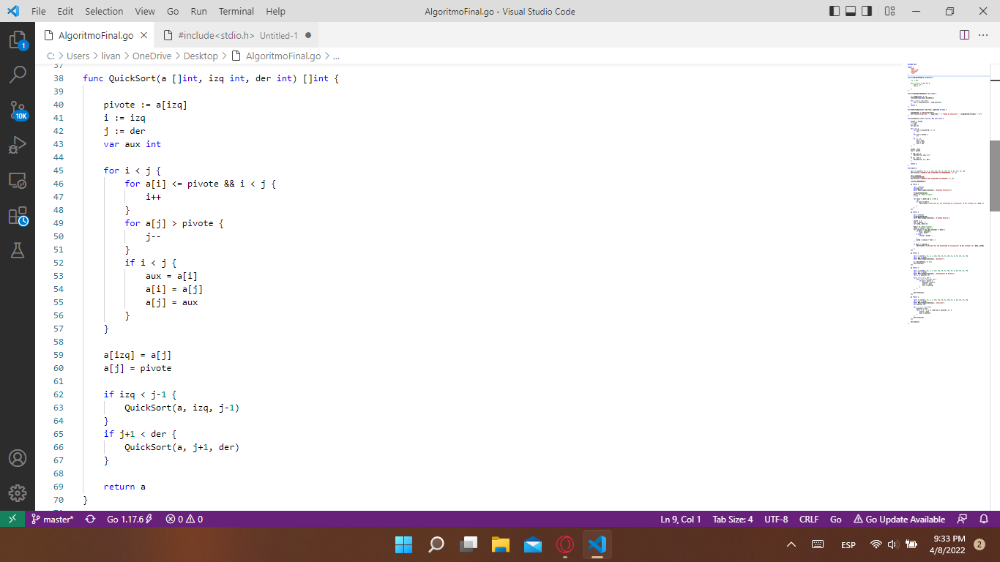 File Edit Selection View Go Run Terminal Help AlgoritmoFinal.go - Visual Studio Code
AlgoritmoFinal.go #include<stdio.h> Untitled-1
C: > Users > livan > OneDrive > Desktop > AlgoritmoFinal.go > ...
1
10K
37
38 func QuickSort(a []int, izq int, der int) []int {
39
40 pivote := a[izq]
41 i := izq
42 j := der
43 var aux int
44
45 for i < j {
46 for a[i] <= pivote && i < j {
47 i++
48 }
49 for a[j] > pivote {
50 j--
51 }
52 if i < j {
53 aux = a[i]
54 a[i] = a[j]
55 a[j] = aux
56 }
57 }
58
59 a[izq] = a[j]
60 a[j] = pivote
61
62 if izq < j-1 {
63 QuickSort(a, izq, j-1)
64 }
65 if j+1 < der {
66 QuickSort(a, j+1, der)
67 }
68
69 return a
70 }
master* Go 1.17.6 0 0 Ln 9, Col 1 Tab Size: 4 UTF-8 CRLF Go Go Update Available
ESP 9:33 PM 2
4/8/2022